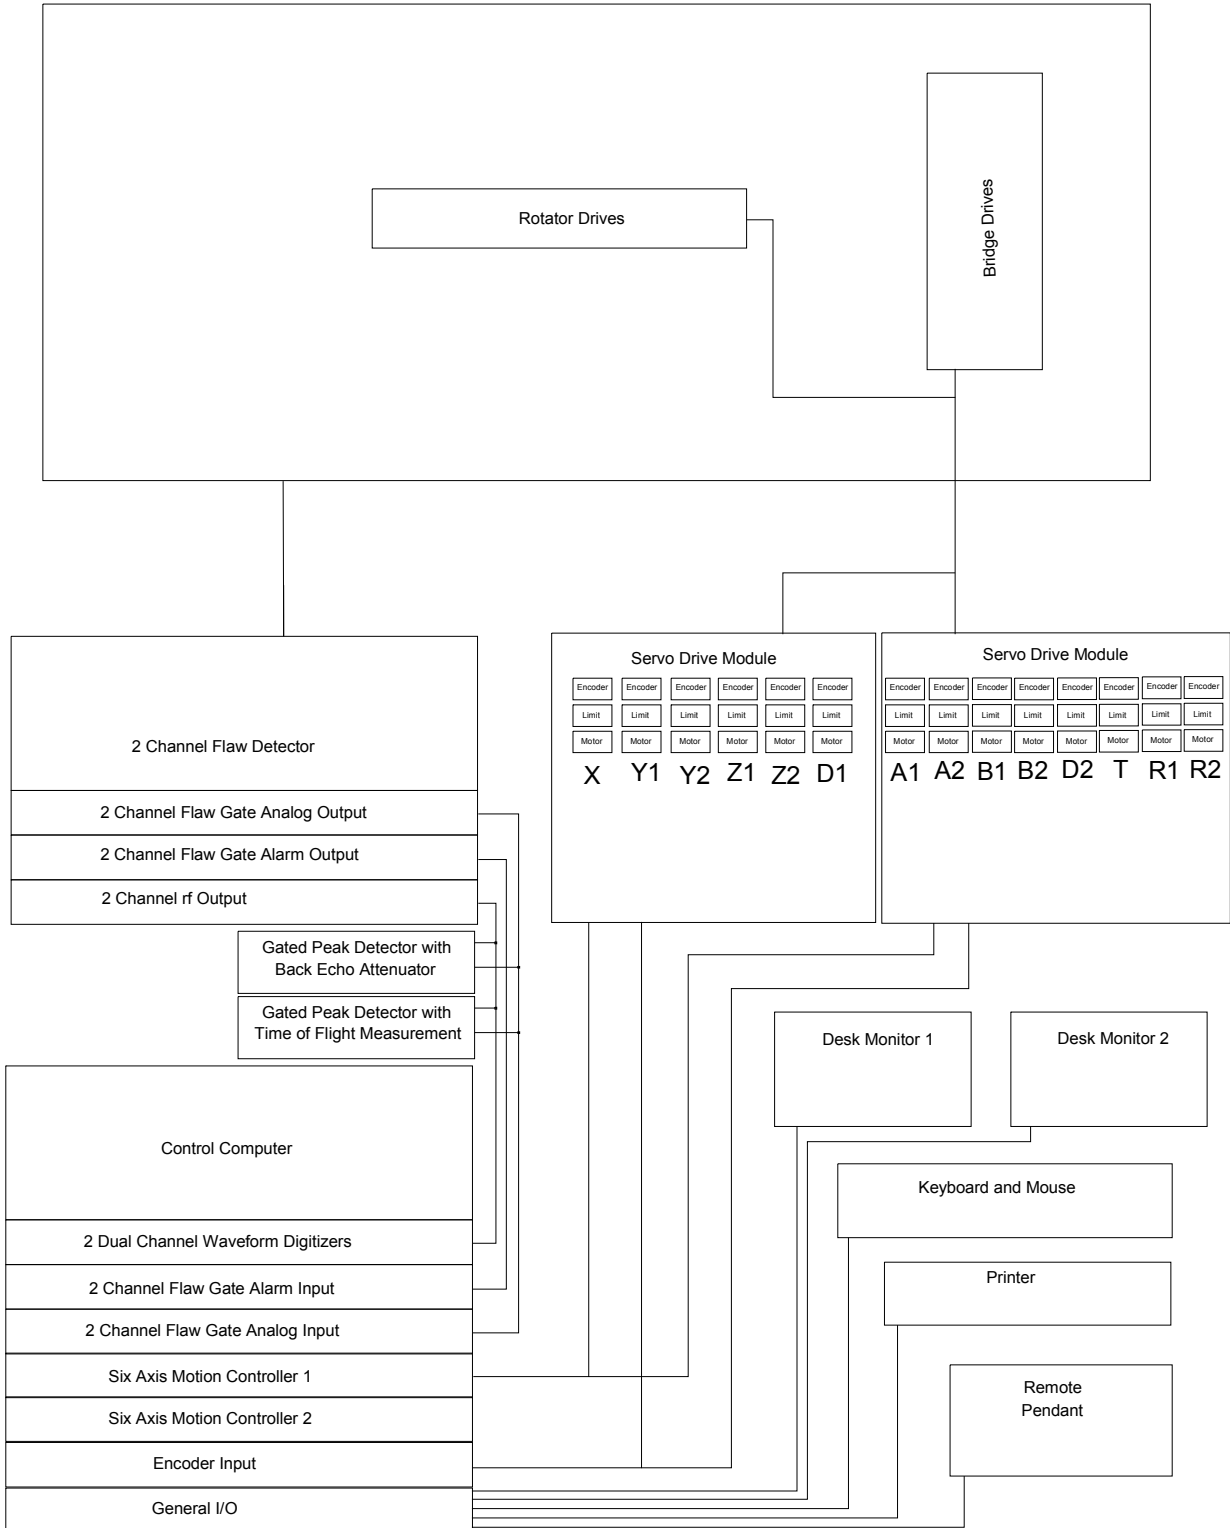 Rotator Drives
Bridge Drives
Servo Drive Module
Encoder Encoder Encoder Encoder Encoder Encoder
Limit Limit Limit Limit Limit Limit
Motor Motor Motor Motor Motor Motor
X Y1 Y2 Z1 Z2 D1
Servo Drive Module
Encoder Encoder Encoder Encoder Encoder Encoder Encoder Encoder
Limit Limit Limit Limit Limit Limit Limit Limit
Motor Motor Motor Motor Motor Motor Motor Motor
A1 A2 B1 B2 D2 T R1 R2
2 Channel Flaw Detector
2 Channel Flaw Gate Analog Output
2 Channel Flaw Gate Alarm Output
2 Channel rf Output
Gated Peak Detector with
Back Echo Attenuator
Gated Peak Detector with
Time of Flight Measurement
Control Computer
2 Dual Channel Waveform Digitizers
2 Channel Flaw Gate Alarm Input
2 Channel Flaw Gate Analog Input
Six Axis Motion Controller 1
Six Axis Motion Controller 2
Encoder Input
General I/O
Desk Monitor 1
Desk Monitor 2
Keyboard and Mouse
Printer
Remote
Pendant